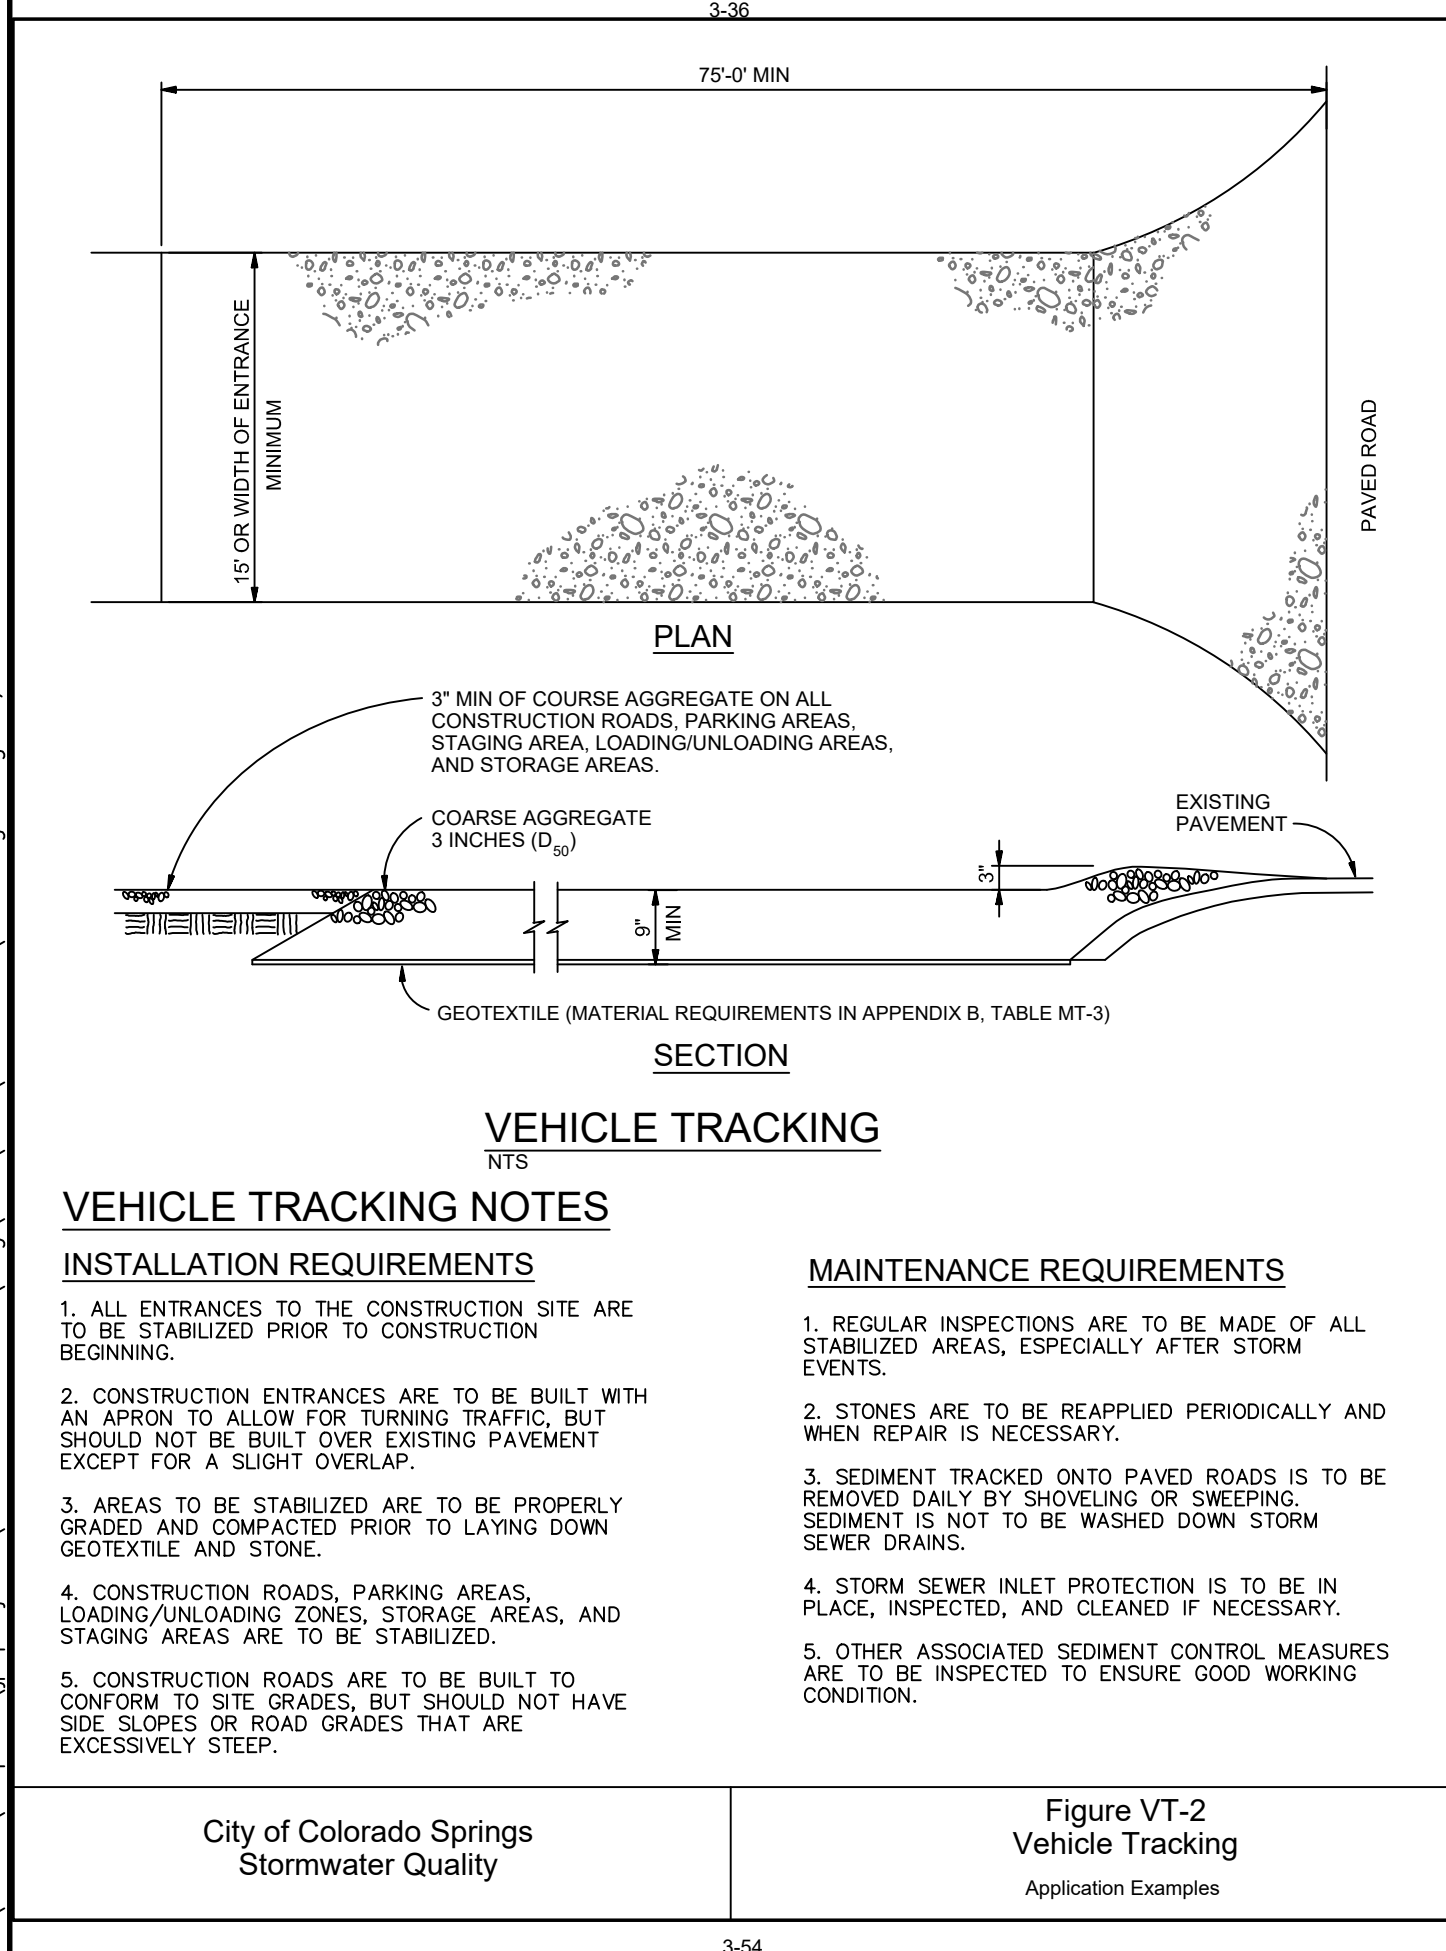 3-36
75'-0' MIN
15' OR WIDTH OF ENTRANCE
MINIMUM
PAVED ROAD
PLAN
3" MIN OF COURSE AGGREGATE ON ALL
CONSTRUCTION ROADS, PARKING AREAS,
STAGING AREA, LOADING/UNLOADING AREAS,
AND STORAGE AREAS.
COARSE AGGREGATE
3 INCHES (D50)
EXISTING
PAVEMENT
3"
9"
MIN
GEOTEXTILE (MATERIAL REQUIREMENTS IN APPENDIX B, TABLE MT-3)
SECTION
VEHICLE TRACKING
NTS
VEHICLE TRACKING NOTES
INSTALLATION REQUIREMENTS
1. ALL ENTRANCES TO THE CONSTRUCTION SITE ARE
TO BE STABILIZED PRIOR TO CONSTRUCTION
BEGINNING.
2. CONSTRUCTION ENTRANCES ARE TO BE BUILT WITH
AN APRON TO ALLOW FOR TURNING TRAFFIC, BUT
SHOULD NOT BE BUILT OVER EXISTING PAVEMENT
EXCEPT FOR A SLIGHT OVERLAP.
3. AREAS TO BE STABILIZED ARE TO BE PROPERLY
GRADED AND COMPACTED PRIOR TO LAYING DOWN
GEOTEXTILE AND STONE.
4. CONSTRUCTION ROADS, PARKING AREAS,
LOADING/UNLOADING ZONES, STORAGE AREAS, AND
STAGING AREAS ARE TO BE STABILIZED.
5. CONSTRUCTION ROADS ARE TO BE BUILT TO
CONFORM TO SITE GRADES, BUT SHOULD NOT HAVE
SIDE SLOPES OR ROAD GRADES THAT ARE
EXCESSIVELY STEEP.
MAINTENANCE REQUIREMENTS
1. REGULAR INSPECTIONS ARE TO BE MADE OF ALL
STABILIZED AREAS, ESPECIALLY AFTER STORM
EVENTS.
2. STONES ARE TO BE REAPPLIED PERIODICALLY AND
WHEN REPAIR IS NECESSARY.
3. SEDIMENT TRACKED ONTO PAVED ROADS IS TO BE
REMOVED DAILY BY SHOVELING OR SWEEPING.
SEDIMENT IS NOT TO BE WASHED DOWN STORM
SEWER DRAINS.
4. STORM SEWER INLET PROTECTION IS TO BE IN
PLACE, INSPECTED, AND CLEANED IF NECESSARY.
5. OTHER ASSOCIATED SEDIMENT CONTROL MEASURES
ARE TO BE INSPECTED TO ENSURE GOOD WORKING
CONDITION.
City of Colorado Springs
Stormwater Quality
Figure VT-2
Vehicle Tracking
Application Examples
3-54